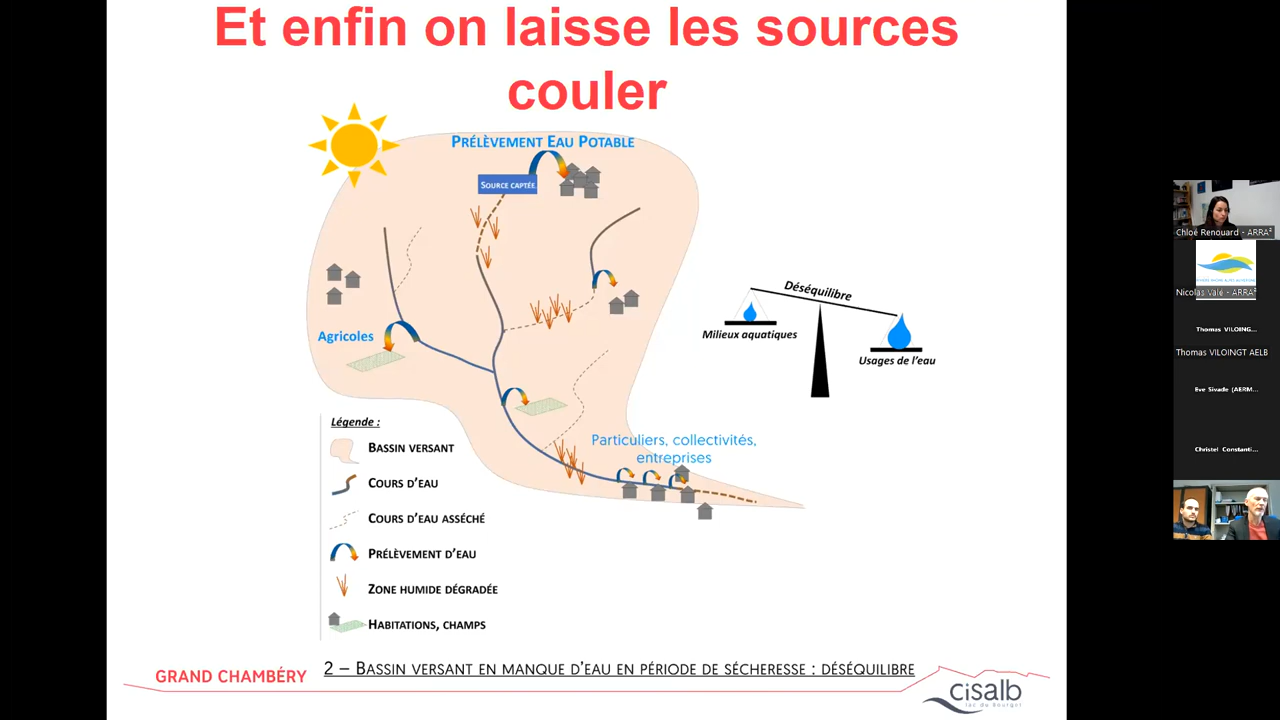 Et enfin on laisse les sources
couler
PRÉLÈVEMENT EAU POTABLE
SOURCE CAPTÉE
Agricoles
Déséquilibre
Milieux aquatiques
Usages de l'eau
Particuliers, collectivités,
entreprises
Légende :
BASSIN VERSANT
COURS D'EAU
COURS D'EAU ASSÉCHÉ
PRÉLÈVEMENT D'EAU
ZONE HUMIDE DÉGRADÉE
HABITATIONS, CHAMPS
GRAND CHAMBÉRY
2 – BASSIN VERSANT EN MANQUE D'EAU EN PÉRIODE DE SÉCHERESSE : DÉSÉQUILIBRE
cisalb
lac du Bourget
Chloé Renouard - ARRA²
Nicolas Valé - ARRA²
Thomas VILOING...
Thomas VILOINGT AELB
Eve Sivade (AERM...
Christel Constanti...